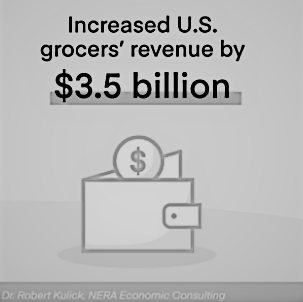 Increased U.S.
grocers' revenue by
$3.5 billion
$
Dr. Robert Kulick, NERA Economic Consulting